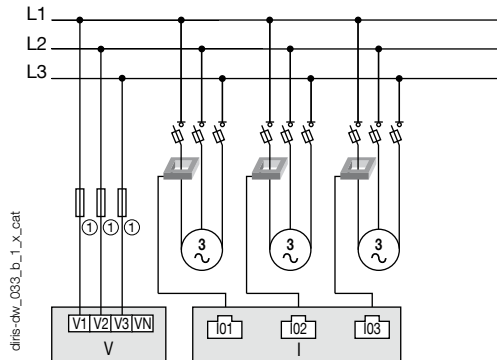 L1
L2
L3
① ① ①
3 3 3
~ ~ ~
V1 V2 V3 VN
I01 I02 I03
V I
diris-dw_033_b_1_x_cat